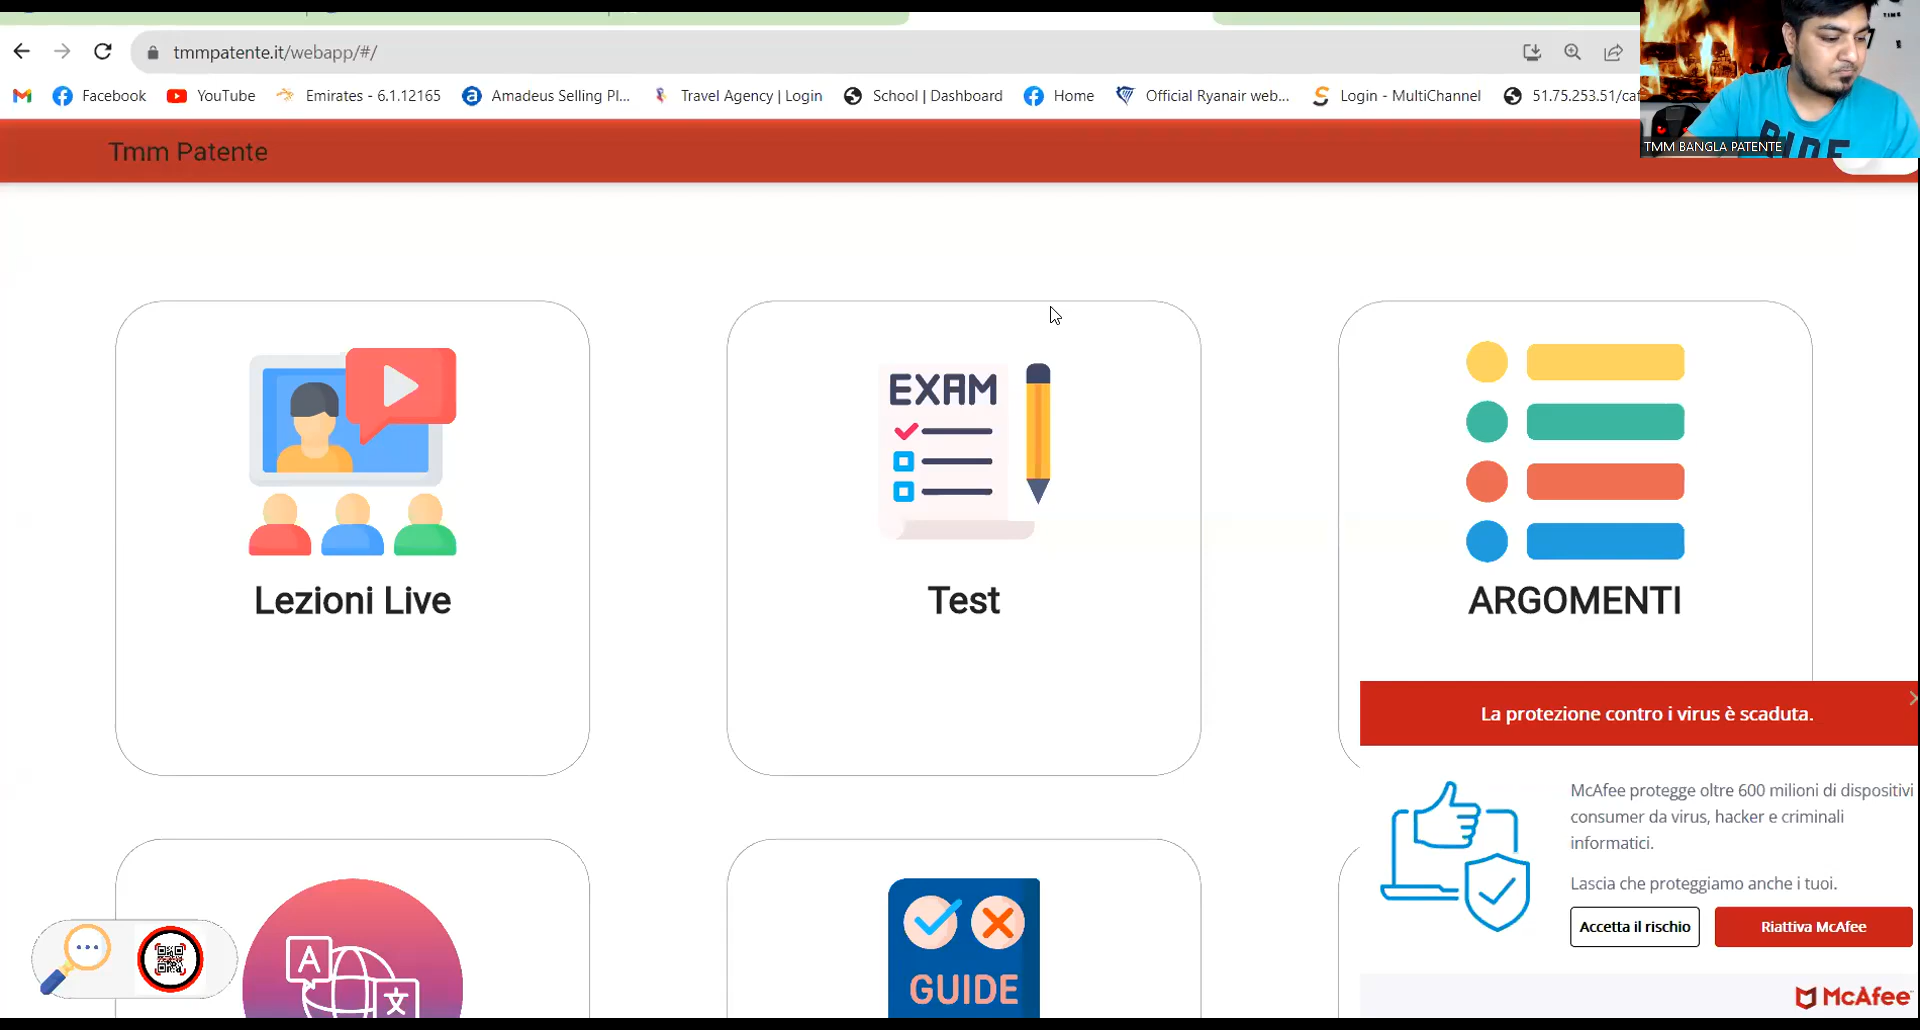 tmmpatente.it/webapp/#/
Facebook YouTube Emirates - 6.1.12165 Amadeus Selling Pl... Travel Agency | Login School | Dashboard Home Official Ryanair web... Login - MultiChannel 51.75.253.51/ca
TMM BANGLA PATENTE
Tmm Patente
EXAM
Lezioni Live
Test
ARGOMENTI
La protezione contro i virus è scaduta.
McAfee protegge oltre 600 milioni di dispositivi
consumer da virus, hacker e criminali
informatici.
Lascia che proteggiamo anche i tuoi.
Accetta il rischio Riattiva McAfee
McAfee
A 文
GUIDE